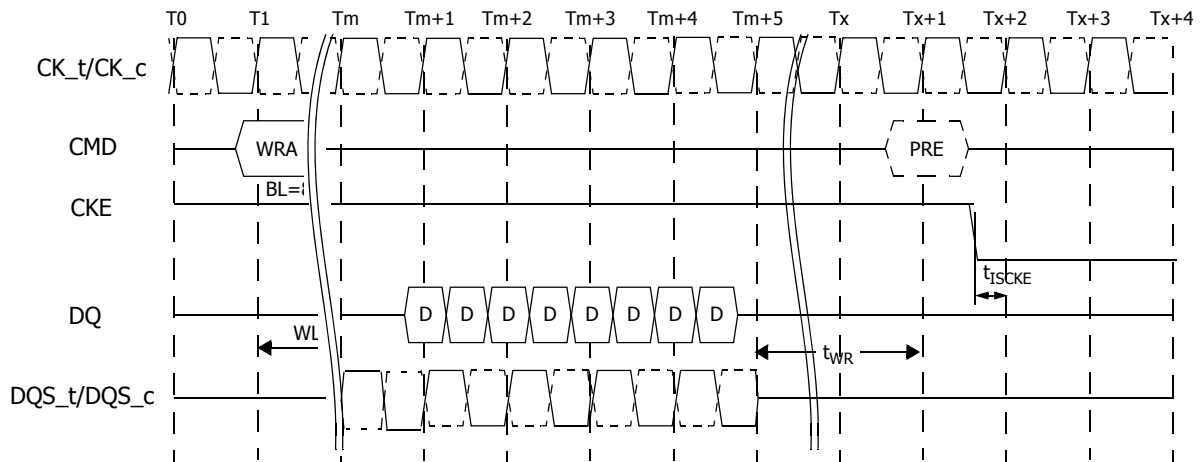 T0 T1 Tm Tm+1 Tm+2 Tm+3 Tm+4 Tm+5 Tx Tx+1 Tx+2 Tx+3 Tx+4
CK_t/CK_c
CMD WRA PRE
BL=
CKE
tISCKE
DQ D D D D D D D D
WL
tWR
DQS_t/DQS_c